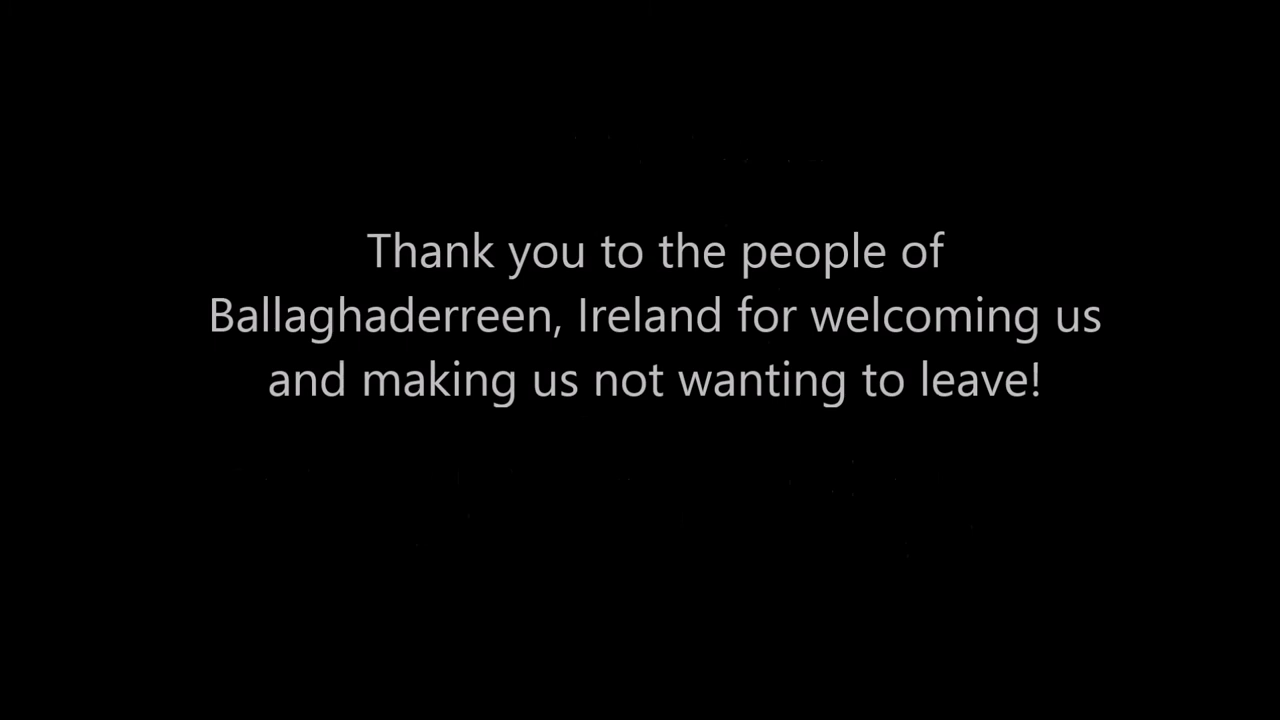 Thank you to the people of
Ballaghaderreen, Ireland for welcoming us
and making us not wanting to leave!